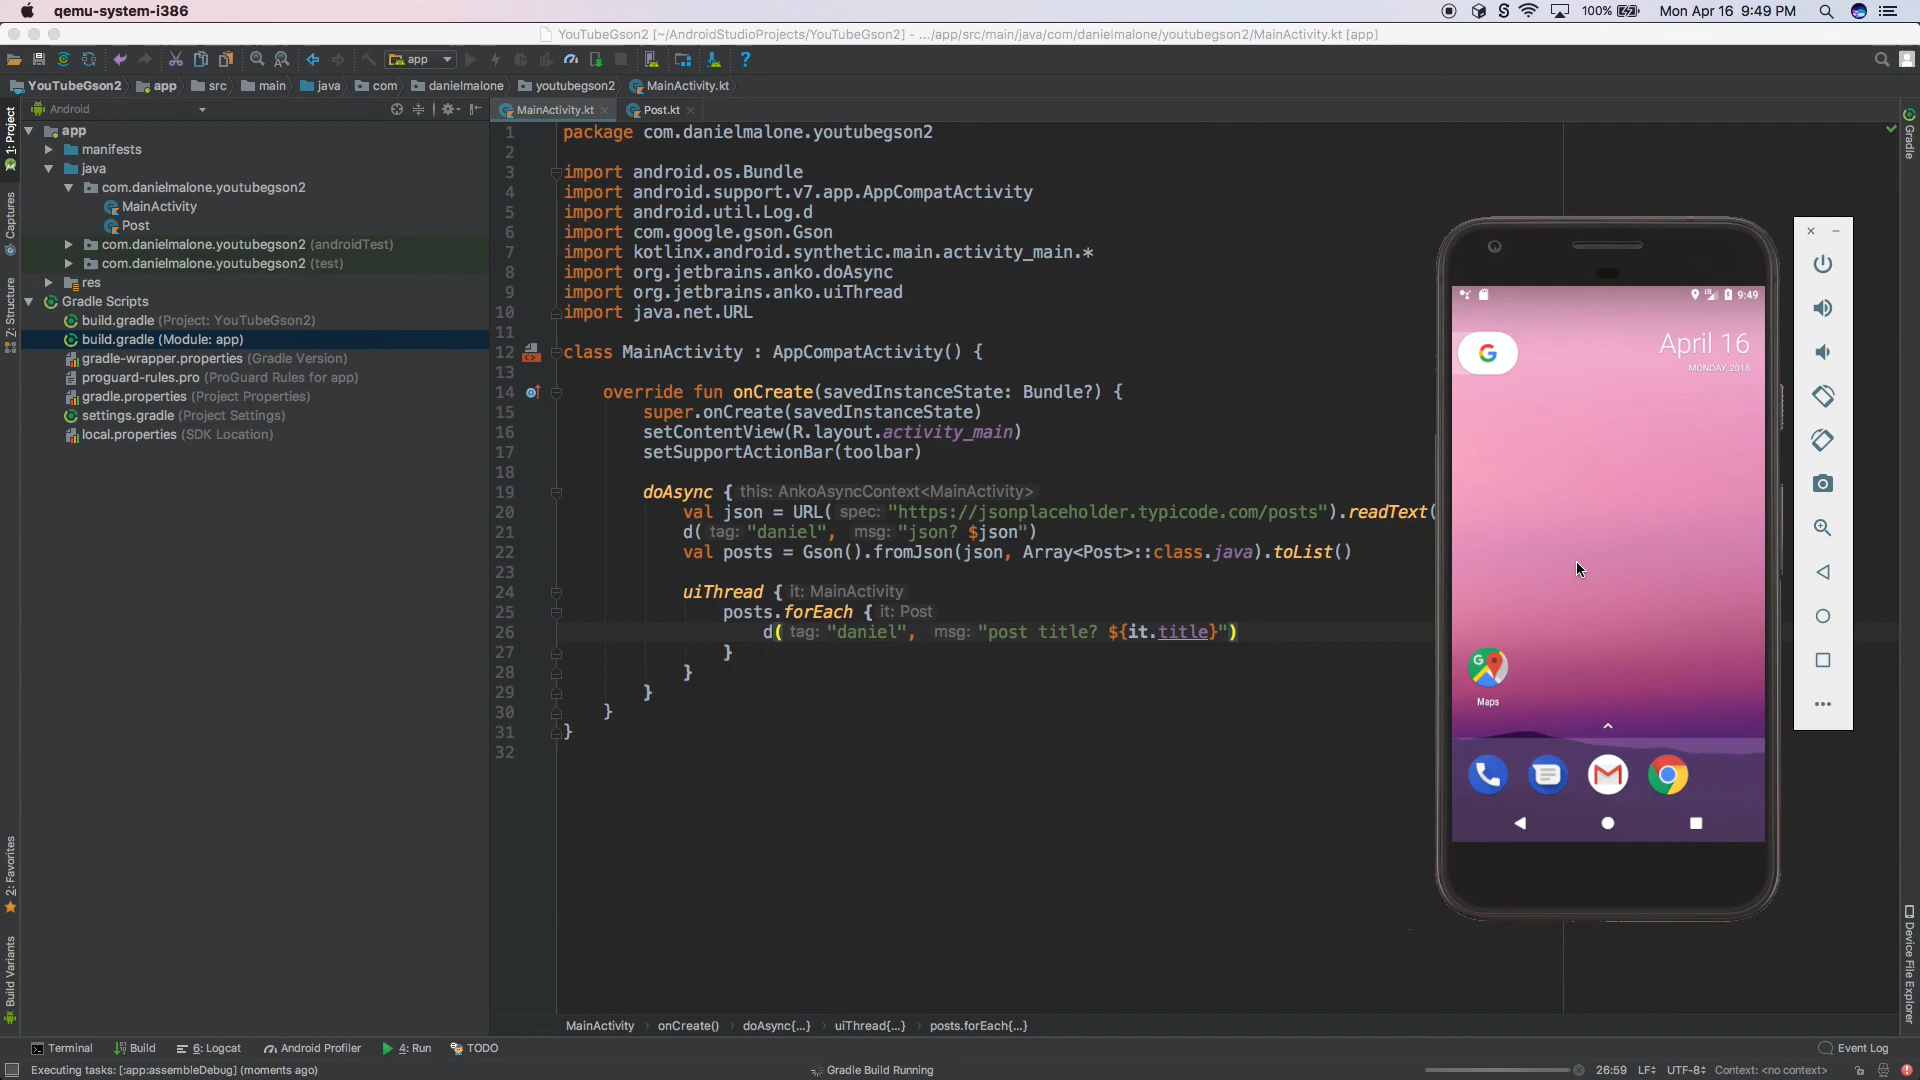 qemu-system-i386
100%
Mon Apr 16 9:49 PM
YouTubeGson2 [~/AndroidStudioProjects/YouTubeGson2] - .../app/src/main/java/com/danielmalone/youtubegson2/MainActivity.kt [app]
app
YouTubeGson2
app
src
main
java
com
danielmalone
youtubegson2
MainActivity.kt
Android
MainActivity.kt
Post.kt
1: Project
Captures
7: Structure
2: Favorites
Build Variants
Gradle
Device File Explorer
app
manifests
java
com.danielmalone.youtubegson2
MainActivity
Post
com.danielmalone.youtubegson2 (androidTest)
com.danielmalone.youtubegson2 (test)
res
Gradle Scripts
build.gradle (Project: YouTubeGson2)
build.gradle (Module: app)
gradle-wrapper.properties (Gradle Version)
proguard-rules.pro (ProGuard Rules for app)
gradle.properties (Project Properties)
settings.gradle (Project Settings)
local.properties (SDK Location)
1 package com.danielmalone.youtubegson2
2
3 import android.os.Bundle
4 import android.support.v7.app.AppCompatActivity
5 import android.util.Log.d
6 import com.google.gson.Gson
7 import kotlinx.android.synthetic.main.activity_main.*
8 import org.jetbrains.anko.doAsync
9 import org.jetbrains.anko.uiThread
10 import java.net.URL
11
12 class MainActivity : AppCompatActivity() {
13
14 override fun onCreate(savedInstanceState: Bundle?) {
15 super.onCreate(savedInstanceState)
16 setContentView(R.layout.activity_main)
17 setSupportActionBar(toolbar)
18
19 doAsync { this: AnkoAsyncContext<MainActivity>
20 val json = URL( spec: "https://jsonplaceholder.typicode.com/posts").readText(
21 d( tag: "daniel", msg: "json? $json")
22 val posts = Gson().fromJson(json, Array<Post>::class.java).toList()
23
24 uiThread { it: MainActivity
25 posts.forEach { it: Post
26 d( tag: "daniel", msg: "post title? ${it.title}")
27 }
28 }
29 }
30 }
31 }
32
9:49
April 16
MONDAY, 2018
Maps
MainActivity
onCreate()
doAsync{...}
uiThread{...}
posts.forEach{...}
Terminal
Build
6: Logcat
Android Profiler
4: Run
TODO
Event Log
Executing tasks: [:app:assembleDebug] (moments ago)
Gradle Build Running
26:59
LF
UTF-8
Context: <no context>